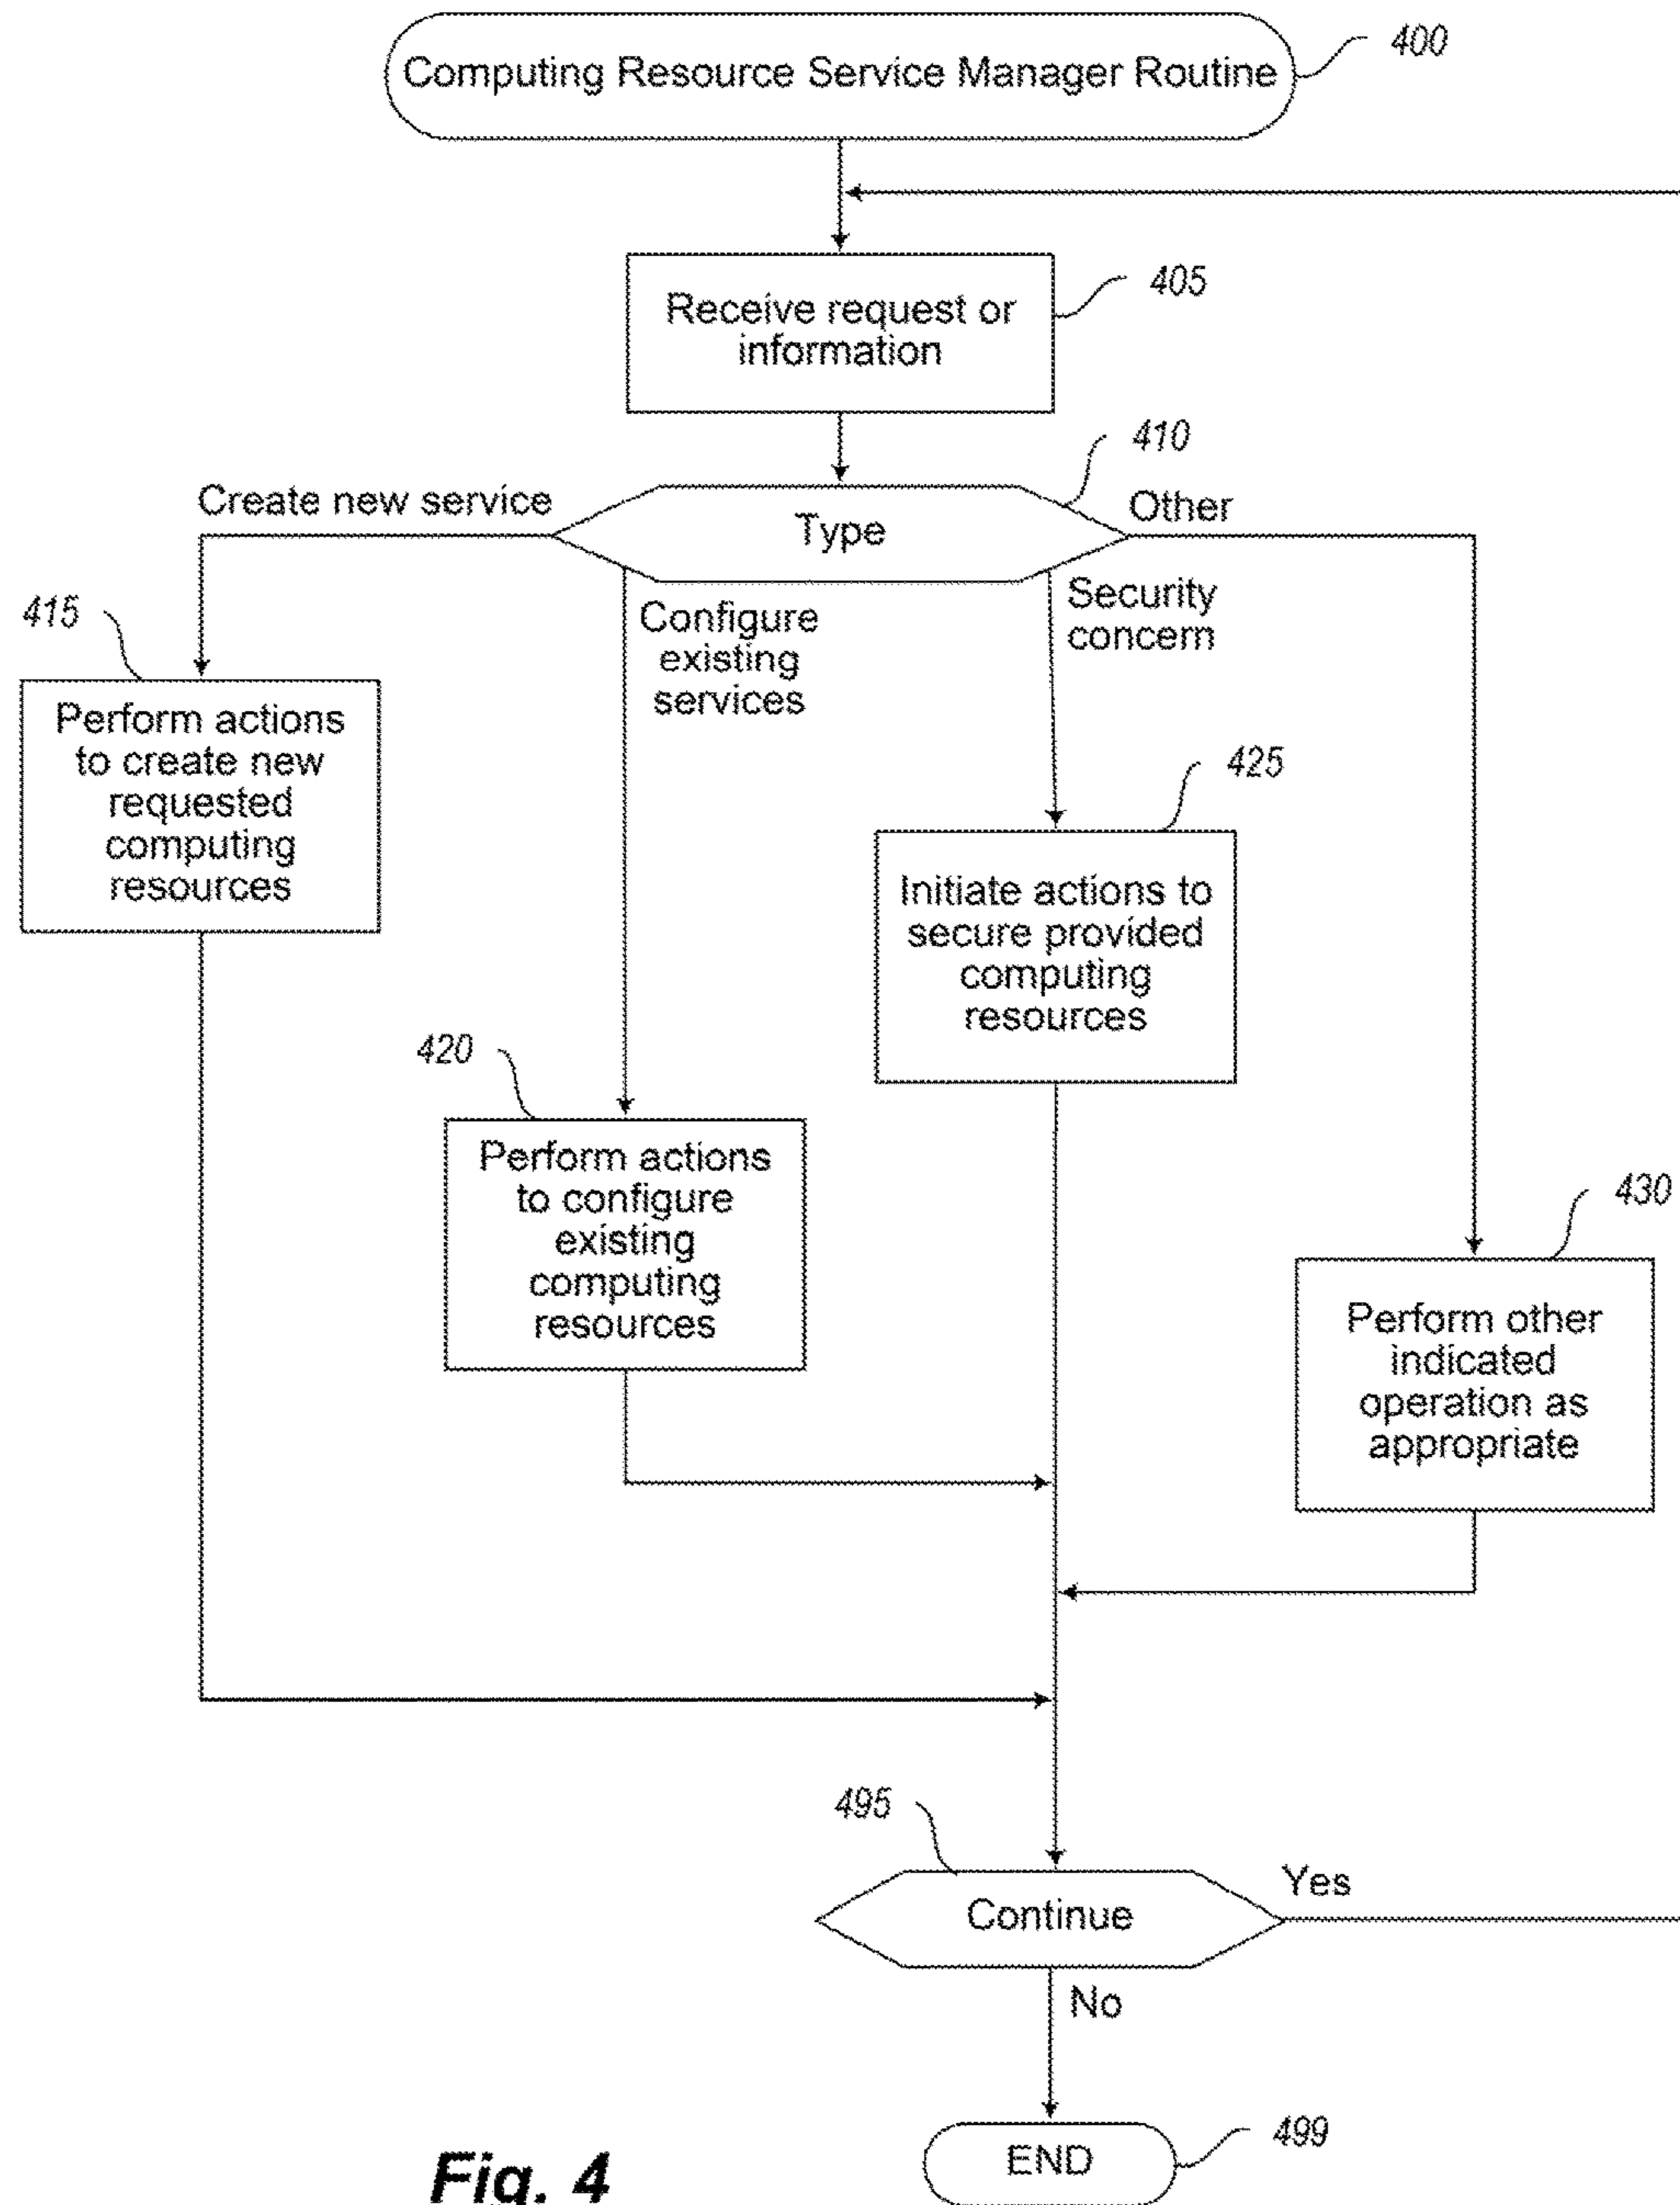 Computing Resource Service Manager Routine
400
Receive request or
information
405
410
Type
Create new service
Other
Configure
existing
services
Security
concern
415
Perform actions
to create new
requested
computing
resources
425
Initiate actions to
secure provided
computing
resources
420
Perform actions
to configure
existing
computing
resources
430
Perform other
indicated
operation as
appropriate
495
Continue
Yes
No
END
499
Fig. 4